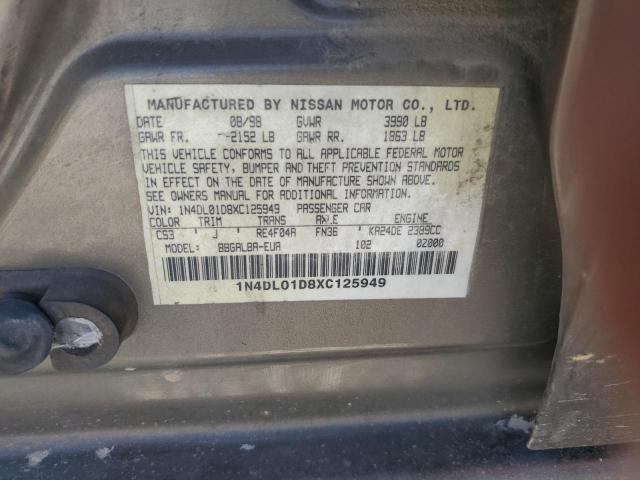 MANUFACTURED BY NISSAN MOTOR CO., LTD.
DATE 08/98 GVWR 3990 LB
GAWR FR. 2152 LB GAWR RR. 1863 LB
THIS VEHICLE CONFORMS TO ALL APPLICABLE FEDERAL MOTOR
VEHICLE SAFETY, BUMPER AND THEFT PREVENTION STANDARDS
IN EFFECT ON THE DATE OF MANUFACTURE SHOWN ABOVE.
SEE OWNERS MANUAL FOR ADDITIONAL INFORMATION
VIN: 1N4DL01D8XC125949 PASSENGER CAR
COLOR TRIM TRANS AXLE ENGINE
CS3 J RE4F04A FN36 KA24DE 2389CC
MODEL: BBGALBA-EUA 102 0Z000
1N4DL01D8XC125949